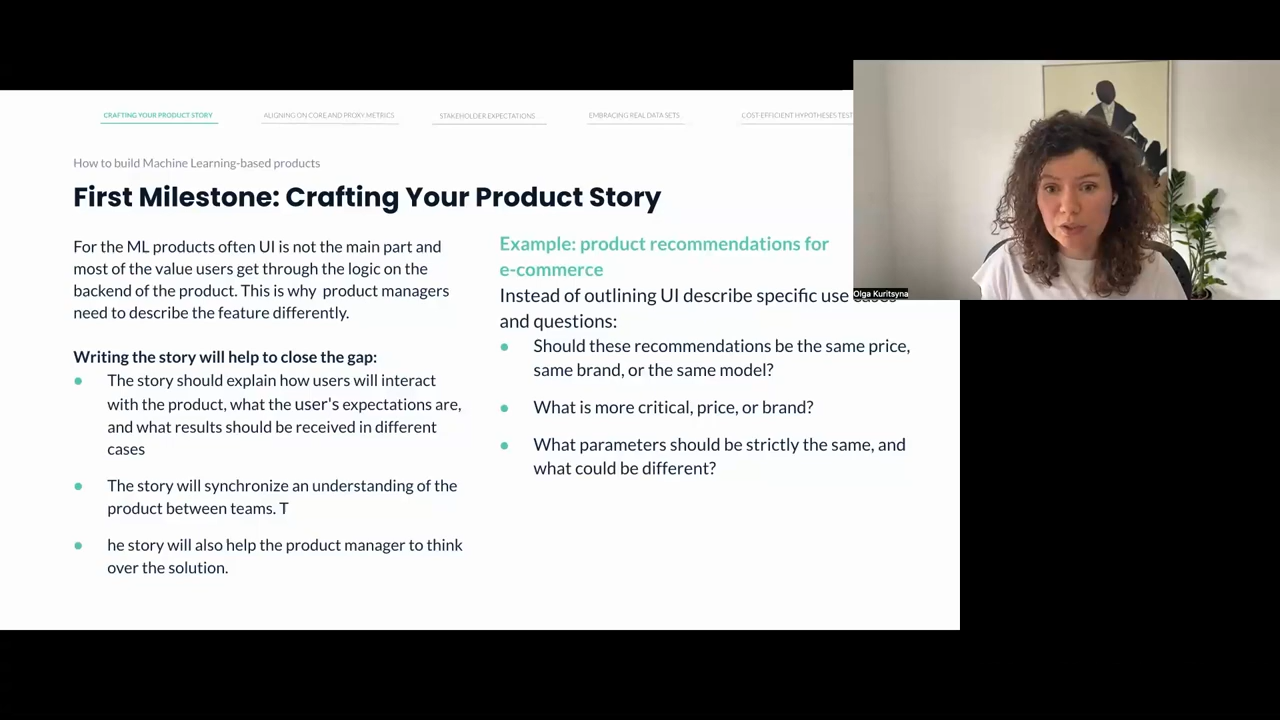 CRAFTING YOUR PRODUCT STORY
ALIGNING ON CORE AND PROXY METRICS
STAKEHOLDER EXPECTATIONS
EMBRACING REAL DATA SETS
COST-EFFICIENT HYPOTHESES TEST
How to build Machine Learning-based products
First Milestone: Crafting Your Product Story
For the ML products often UI is not the main part and
most of the value users get through the logic on the
backend of the product. This is why product managers
need to describe the feature differently.
Writing the story will help to close the gap:
● The story should explain how users will interact
with the product, what the user's expectations are,
and what results should be received in different
cases
● The story will synchronize an understanding of the
product between teams. T
● he story will also help the product manager to think
over the solution.
Example: product recommendations for
e-commerce
Instead of outlining UI describe specific use cases
and questions:
● Should these recommendations be the same price,
same brand, or the same model?
● What is more critical, price, or brand?
● What parameters should be strictly the same, and
what could be different?
Olga Kuritsyna